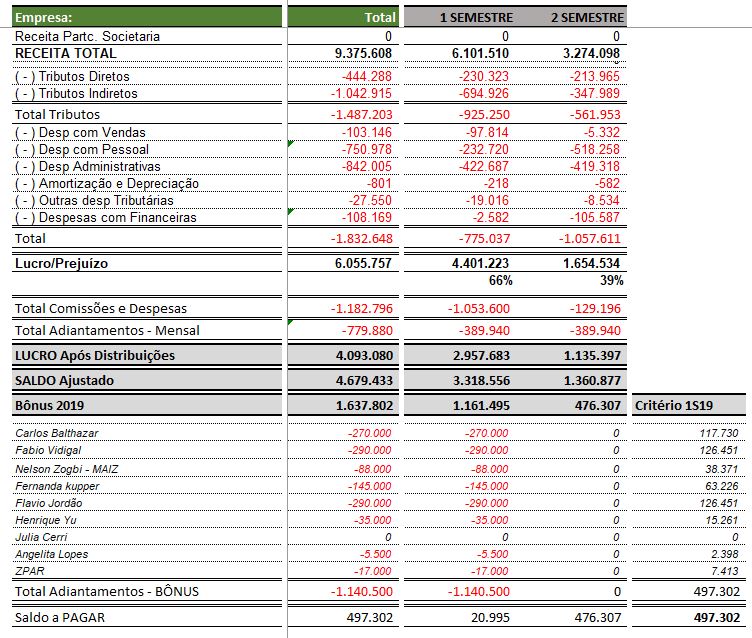 Empresa: Total 1 SEMESTRE 2 SEMESTRE
Receita Partc. Societaria 0 0 0
RECEITA TOTAL 9.375.608 6.101.510 3.274.098
( - ) Tributos Diretos -444.288 -230.323 -213.965
( - ) Tributos Indiretos -1.042.915 -694.926 -347.989
Total Tributos -1.487.203 -925.250 -561.953
( - ) Desp com Vendas -103.146 -97.814 -5.332
( - ) Desp com Pessoal -750.978 -232.720 -518.258
( - ) Desp Administrativas -842.005 -422.687 -419.318
( - ) Amortização e Depreciação -801 -218 -582
( - ) Outras desp Tributárias -27.550 -19.016 -8.534
( - ) Despesas com Financeiras -108.169 -2.582 -105.587
Total -1.832.648 -775.037 -1.057.611
Lucro/Prejuízo 6.055.757 4.401.223 1.654.534
66% 39%
Total Comissões e Despesas -1.182.796 -1.053.600 -129.196
Total Adiantamentos - Mensal -779.880 -389.940 -389.940
LUCRO Após Distribuições 4.093.080 2.957.683 1.135.397
SALDO Ajustado 4.679.433 3.318.556 1.360.877
Bônus 2019 1.637.802 1.161.495 476.307 Critério 1S19
Carlos Balthazar -270.000 -270.000 0 117.730
Fabio Vidigal -290.000 -290.000 0 126.451
Nelson Zogbi - MAIZ -88.000 -88.000 0 38.371
Fernanda kupper -145.000 -145.000 0 63.226
Flavio Jordão -290.000 -290.000 0 126.451
Henrique Yu -35.000 -35.000 0 15.261
Julia Cerri 0 0 0 0
Angelita Lopes -5.500 -5.500 0 2.398
ZPAR -17.000 -17.000 0 7.413
Total Adiantamentos - BÔNUS -1.140.500 -1.140.500 0 497.302
Saldo a PAGAR 497.302 20.995 476.307 497.302